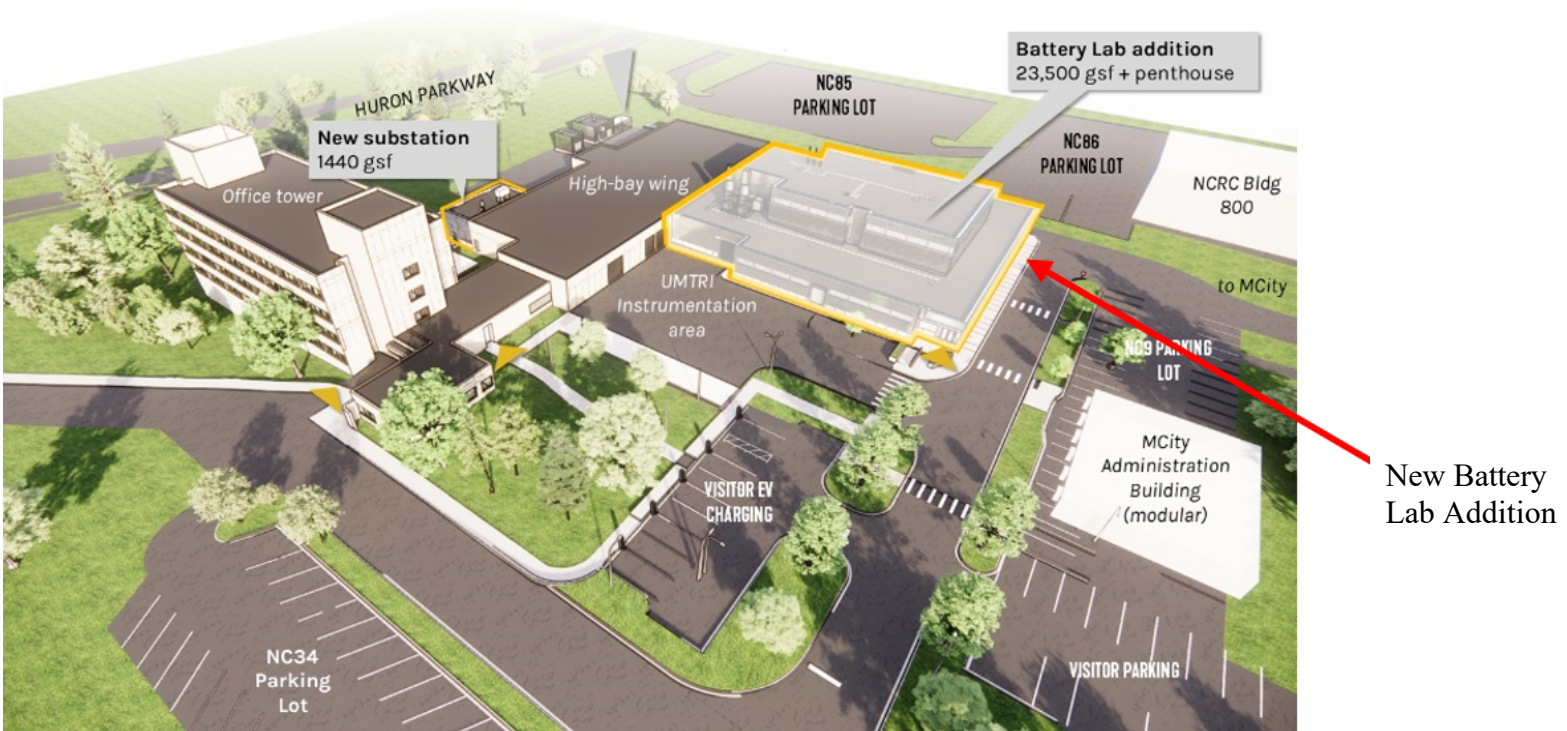 Battery Lab addition
23,500 gsf + penthouse
HURON PARKWAY
NC85
PARKING LOT
New substation
1440 gsf
NC86
PARKING LOT
Office tower
High-bay wing
NCRC Bldg
800
UMTRI
Instrumentation
area
to MCity
NC9 PARKING
LOT
MCity
Administration
Building
(modular)
New Battery
Lab Addition
VISITOR EV
CHARGING
NC34
Parking
Lot
VISITOR PARKING